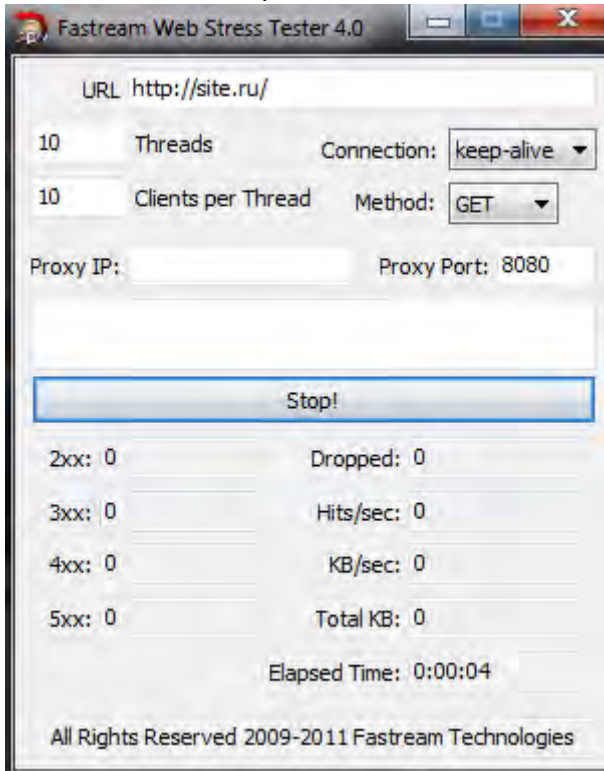 Fastream Web Stress Tester 4.0
URL http://site.ru/
10 Threads Connection: keep-alive
10 Clients per Thread Method: GET
Proxy IP: Proxy Port: 8080
Stop!
2xx: 0 Dropped: 0
3xx: 0 Hits/sec: 0
4xx: 0 KB/sec: 0
5xx: 0 Total KB: 0
Elapsed Time: 0:00:04
All Rights Reserved 2009-2011 Fastream Technologies